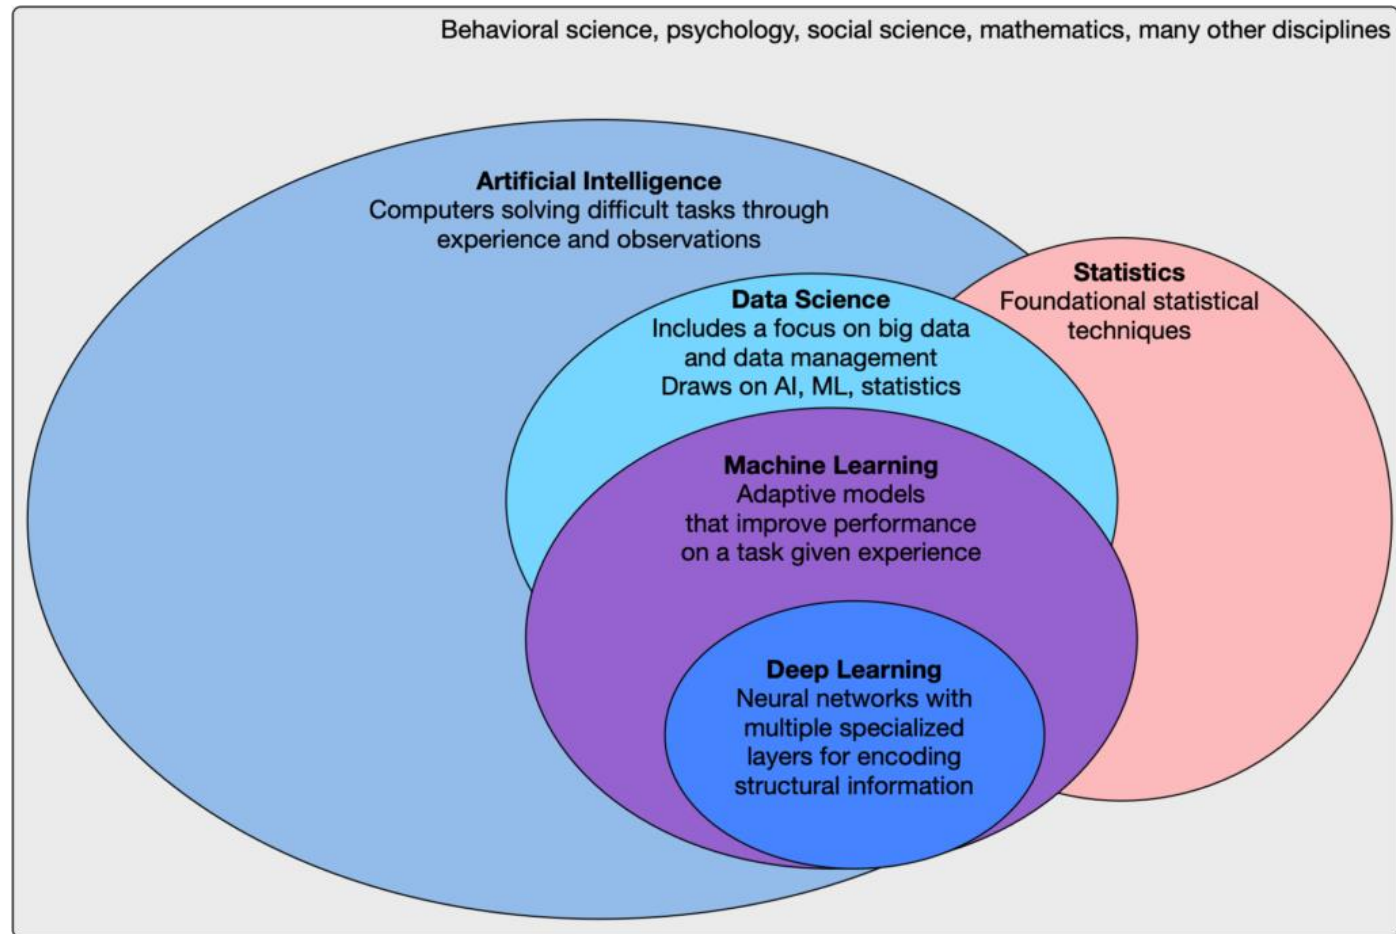 Behavioral science, psychology, social science, mathematics, many other disciplines
Artificial Intelligence
Computers solving difficult tasks through
experience and observations
Statistics
Foundational statistical
techniques
Data Science
Includes a focus on big data
and data management
Draws on AI, ML, statistics
Machine Learning
Adaptive models
that improve performance
on a task given experience
Deep Learning
Neural networks with
multiple specialized
layers for encoding
structural information